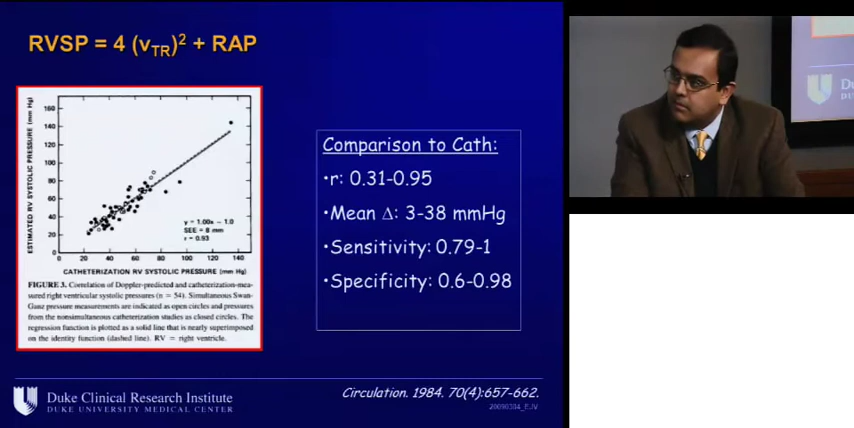 RVSP = 4 (vTR)2 + RAP
ESTIMATED RV SYSTOLIC PRESSURE (mm Hg)
160
140
120
100
80
60
40
20
0
y = 1.00x - 1.0
SEE = 8 mm
r = 0.93
0 20 40 60 80 100 120 140
CATHETERIZATION RV SYSTOLIC PRESSURE (mm Hg)
FIGURE 3. Correlation of Doppler-predicted and catheterization-mea-
sured right ventricular systolic pressures (n = 54). Simultaneous Swan-
Ganz pressure measurements are indicated as open circles and pressures
from the nonsimultaneous catheterization studies as closed circles. The
regression function is plotted as a solid line that is nearly superimposed
on the identity function (dashed line). RV = right ventricle.
Comparison to Cath:
•r: 0.31-0.95
•Mean Δ: 3-38 mmHg
•Sensitivity: 0.79-1
•Specificity: 0.6-0.98
Duke Clinical Research Institute
DUKE UNIVERSITY MEDICAL CENTER
Circulation. 1984. 70(4):657-662.